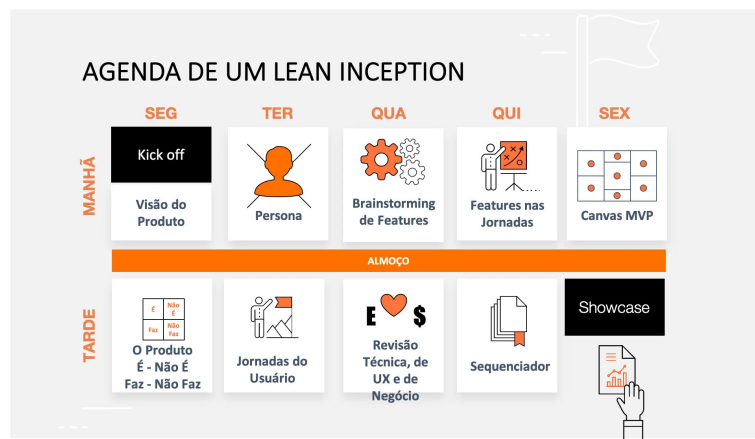 AGENDA DE UM LEAN INCEPTION
SEG
TER
QUA
QUI
SEX
MANHÃ
Kick off
Visão do
Produto
Persona
Brainstorming
de Features
Features nas
Jornadas
Canvas MVP
ALMOÇO
TARDE
É
Não
É
Faz
Não
Faz
O Produto
É - Não É
Faz - Não Faz
Jornadas do
Usuário
E $
Revisão
Técnica, de
UX e de
Negócio
Sequenciador
Showcase